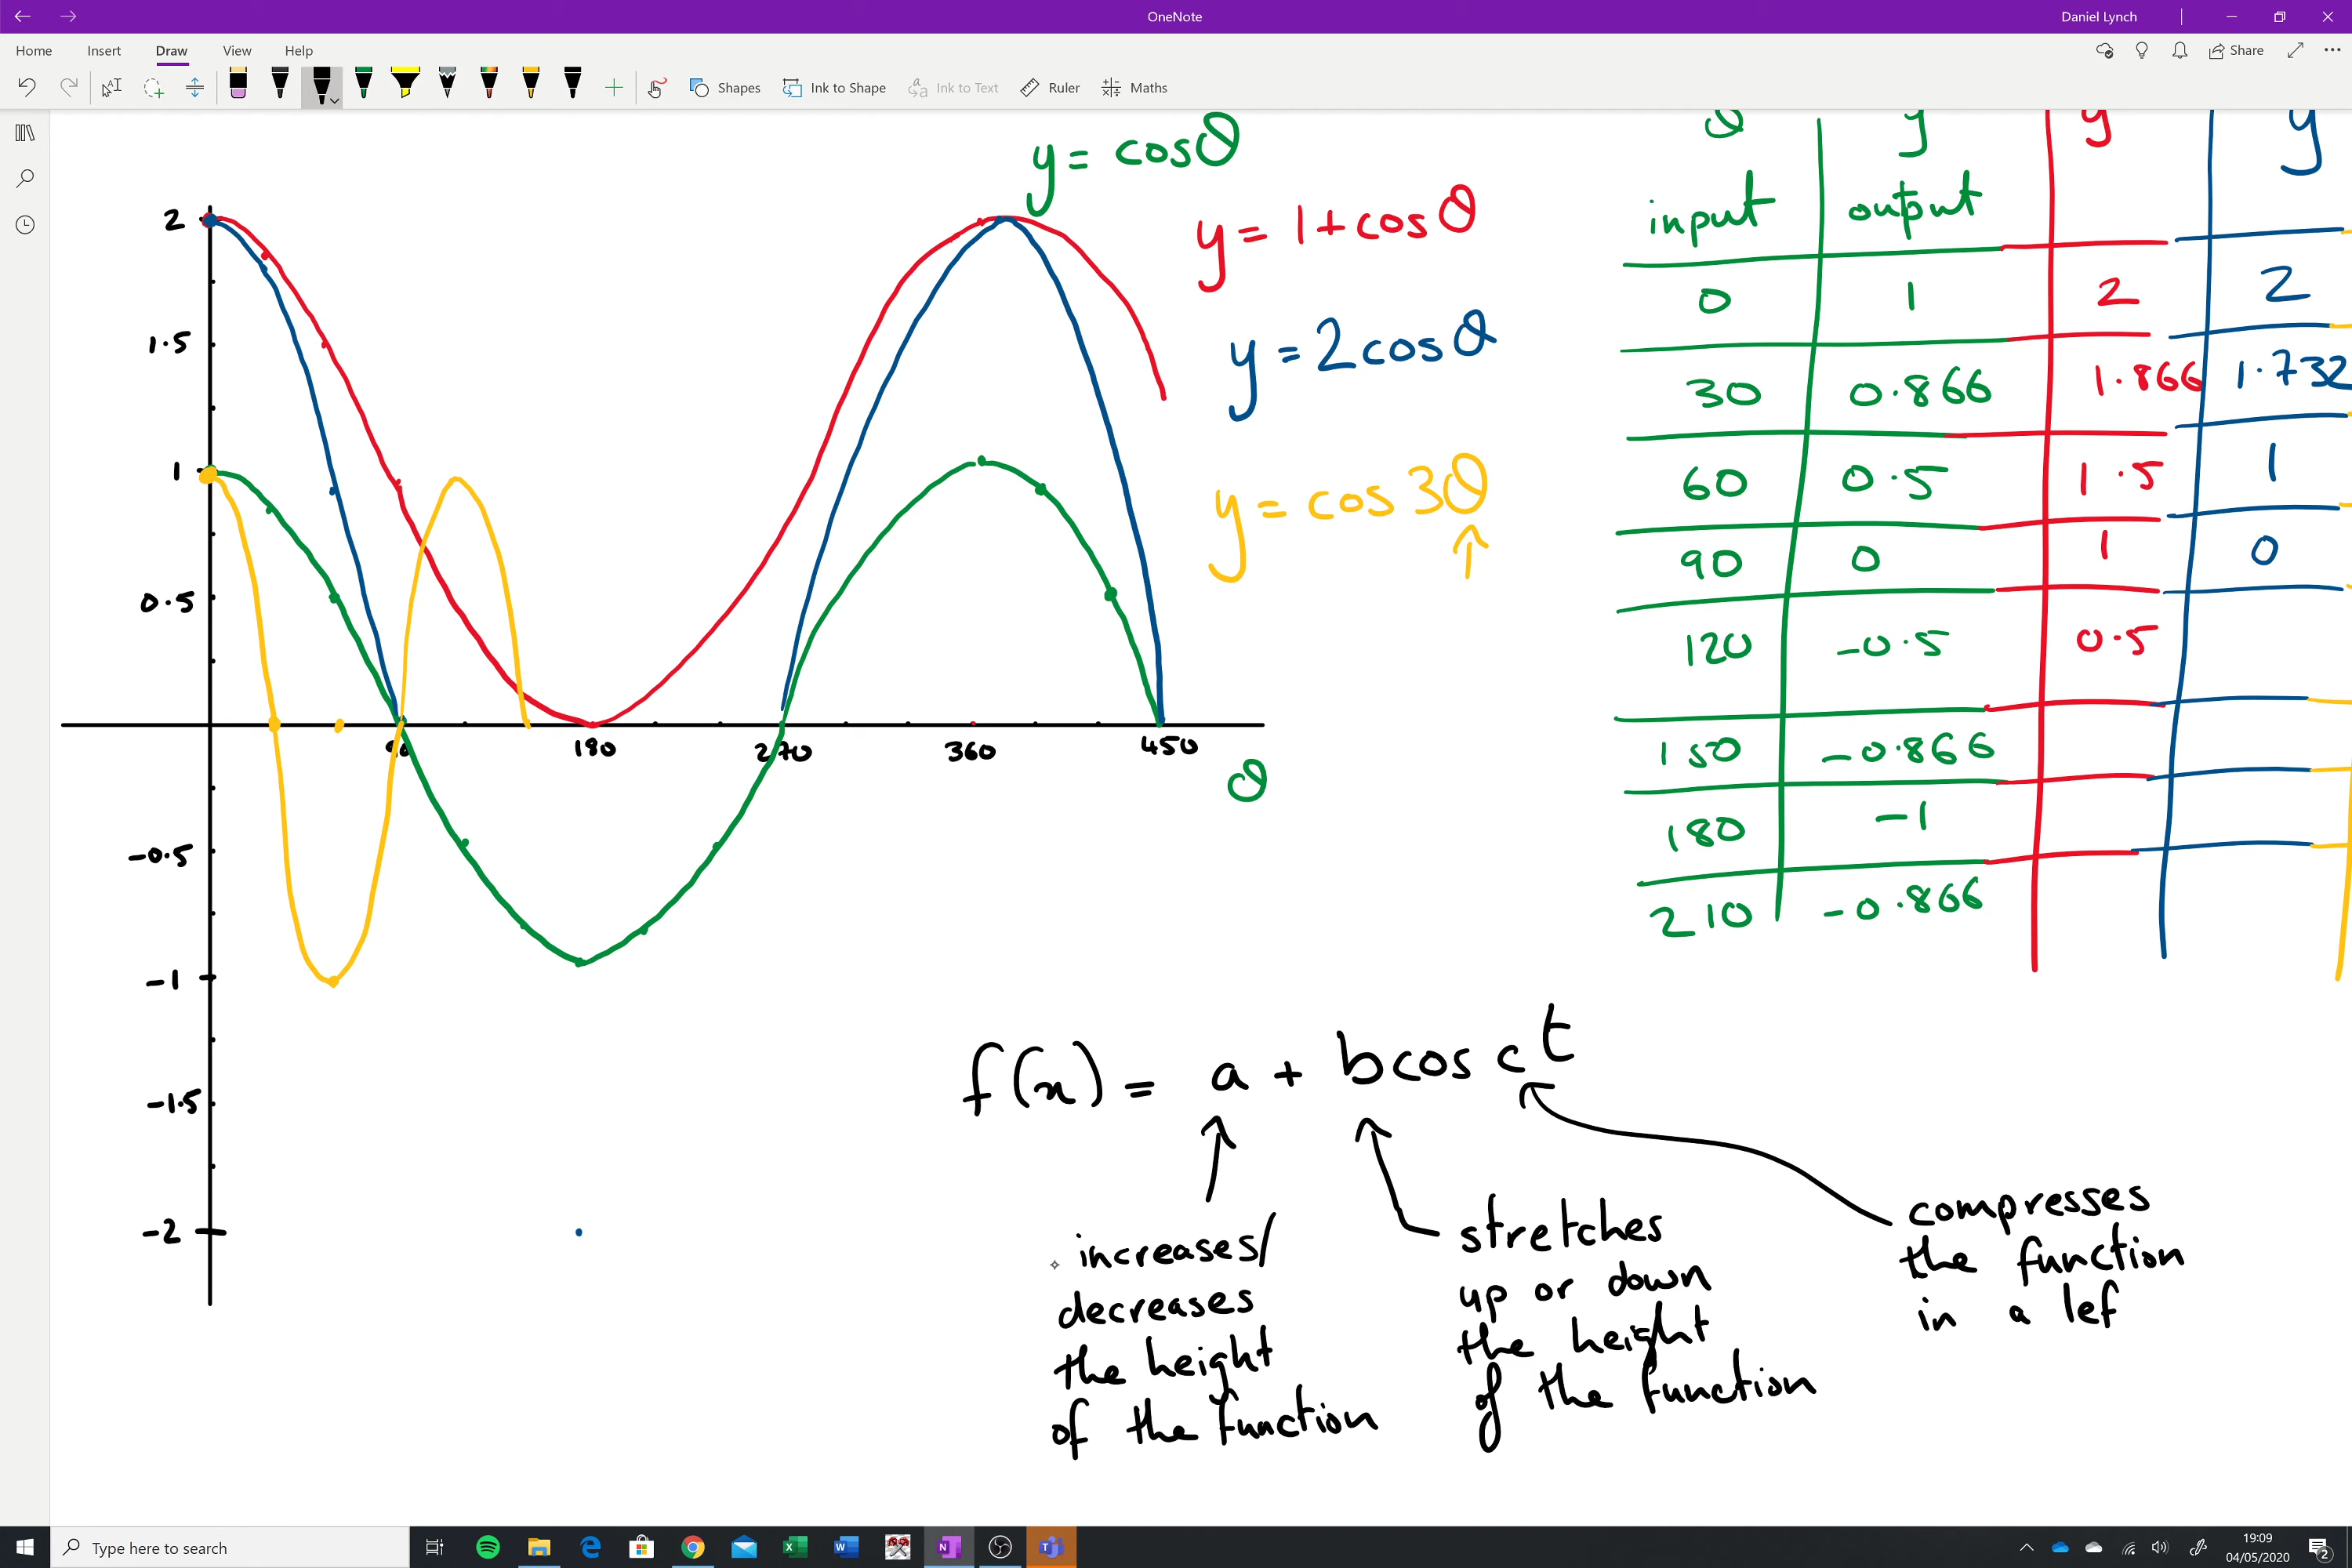 OneNote
Daniel Lynch
Home Insert Draw View Help
Share
Shapes Ink to Shape Ink to Text Ruler Maths
y = cosθ
y = 1 + cosθ
y = 2cosθ
y = cos3θ
2
1.5
1
0.5
-0.5
-1
-1.5
-2
90 180 270 360 450
θ
θ y y y
input output
0 1 2 2
30 0.866 1.866 1.732
60 0.5 1.5 1
90 0 1 0
120 -0.5 0.5
150 -0.866
180 -1
210 -0.866
f(x) = a + bcos ct
increases/
decreases
the height
of the function
stretches
up or down
the height
of the function
compresses
the function
in a lef
Type here to search
19:09
04/05/2020
2